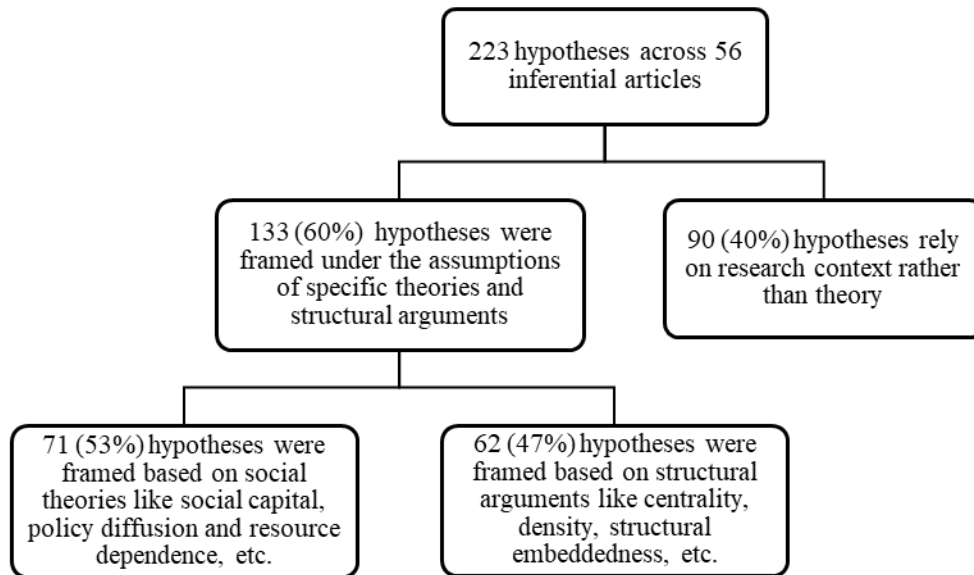 223 hypotheses across 56
inferential articles
133 (60%) hypotheses were
framed under the assumptions
of specific theories and
structural arguments
90 (40%) hypotheses rely
on research context rather
than theory
71 (53%) hypotheses were
framed based on social
theories like social capital,
policy diffusion and resource
dependence, etc.
62 (47%) hypotheses were
framed based on structural
arguments like centrality,
density, structural
embeddedness, etc.